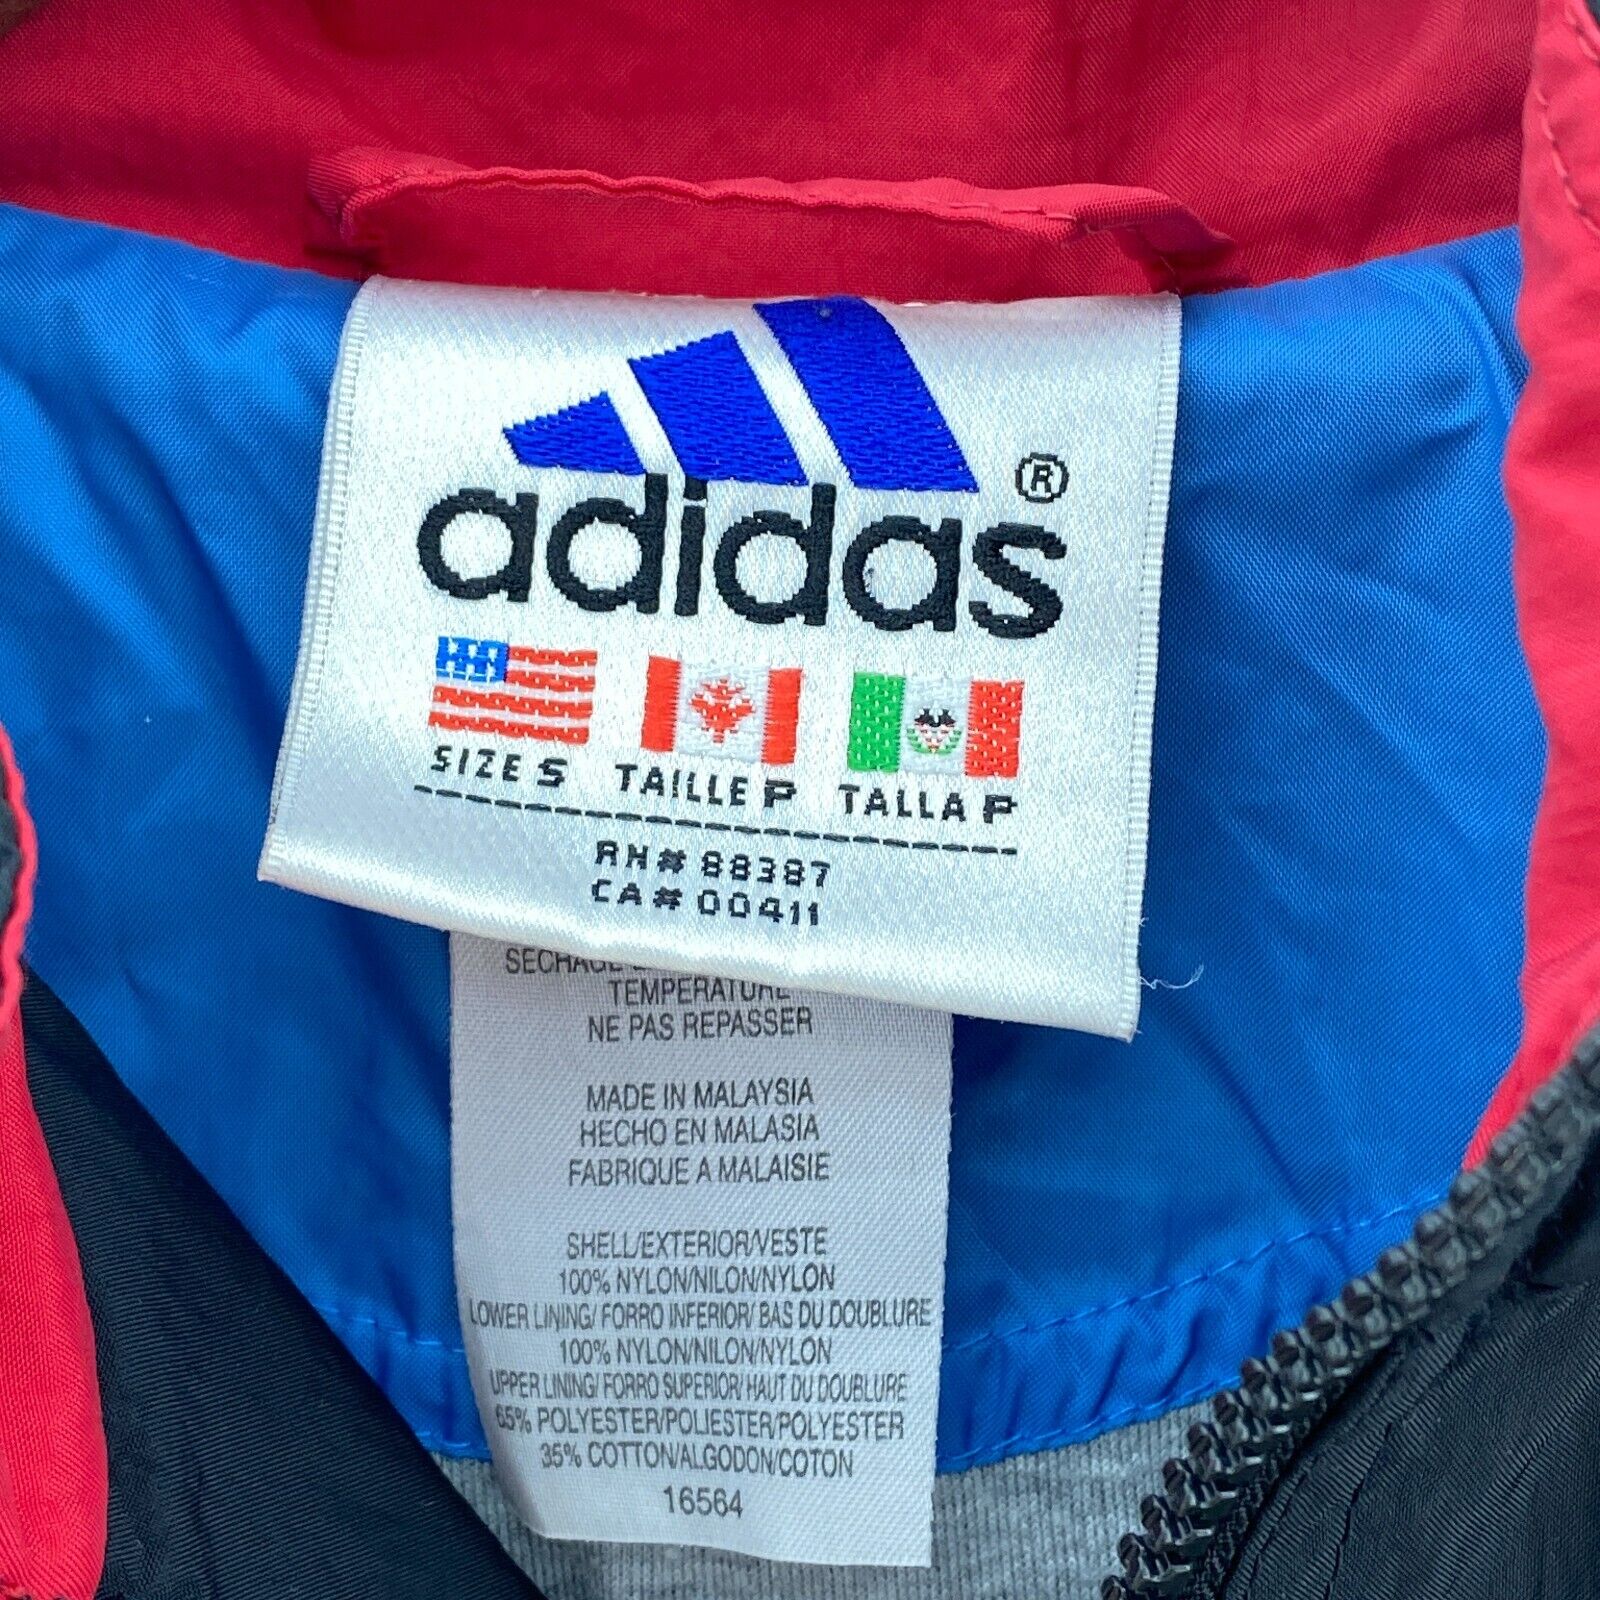 adidas ®
SIZE S TAILLE P TALLA P
RN# 88387
CA# 00411
TEMPERATURE
NE PAS REPASSER
MADE IN MALAYSIA
HECHO EN MALASIA
FABRIQUE A MALAISIE
SHELL/EXTERIOR/VESTE
100% NYLON/NILON/NYLON
LOWER LINING/ FORRO INFERIOR/ BAS DU DOUBLURE
100% NYLON/NILON/NYLON
UPPER LINING/ FORRO SUPERIOR/ HAUT DU DOUBLURE
65% POLYESTER/POLIESTER/POLYESTER
35% COTTON/ALGODON/COTON
16564